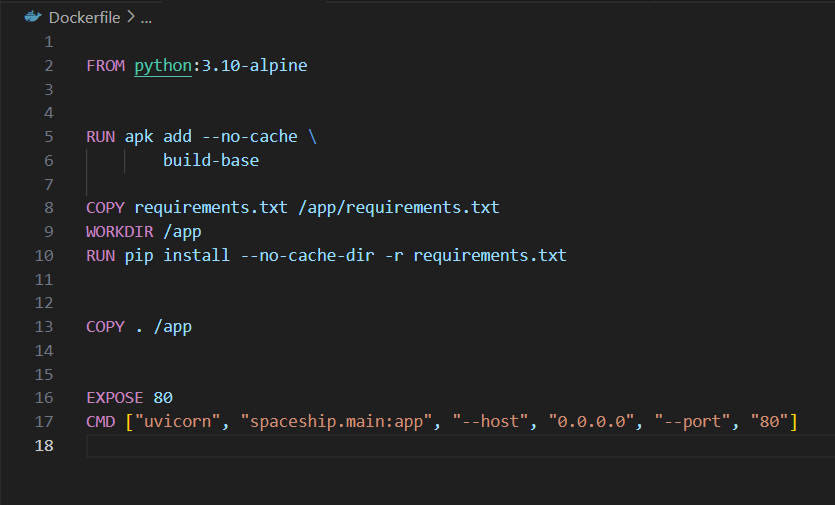 Dockerfile > ...
1
2 FROM python:3.10-alpine
3
4
5 RUN apk add --no-cache \
6         build-base
7
8 COPY requirements.txt /app/requirements.txt
9 WORKDIR /app
10 RUN pip install --no-cache-dir -r requirements.txt
11
12
13 COPY . /app
14
15
16 EXPOSE 80
17 CMD ["uvicorn", "spaceship.main:app", "--host", "0.0.0.0", "--port", "80"]
18